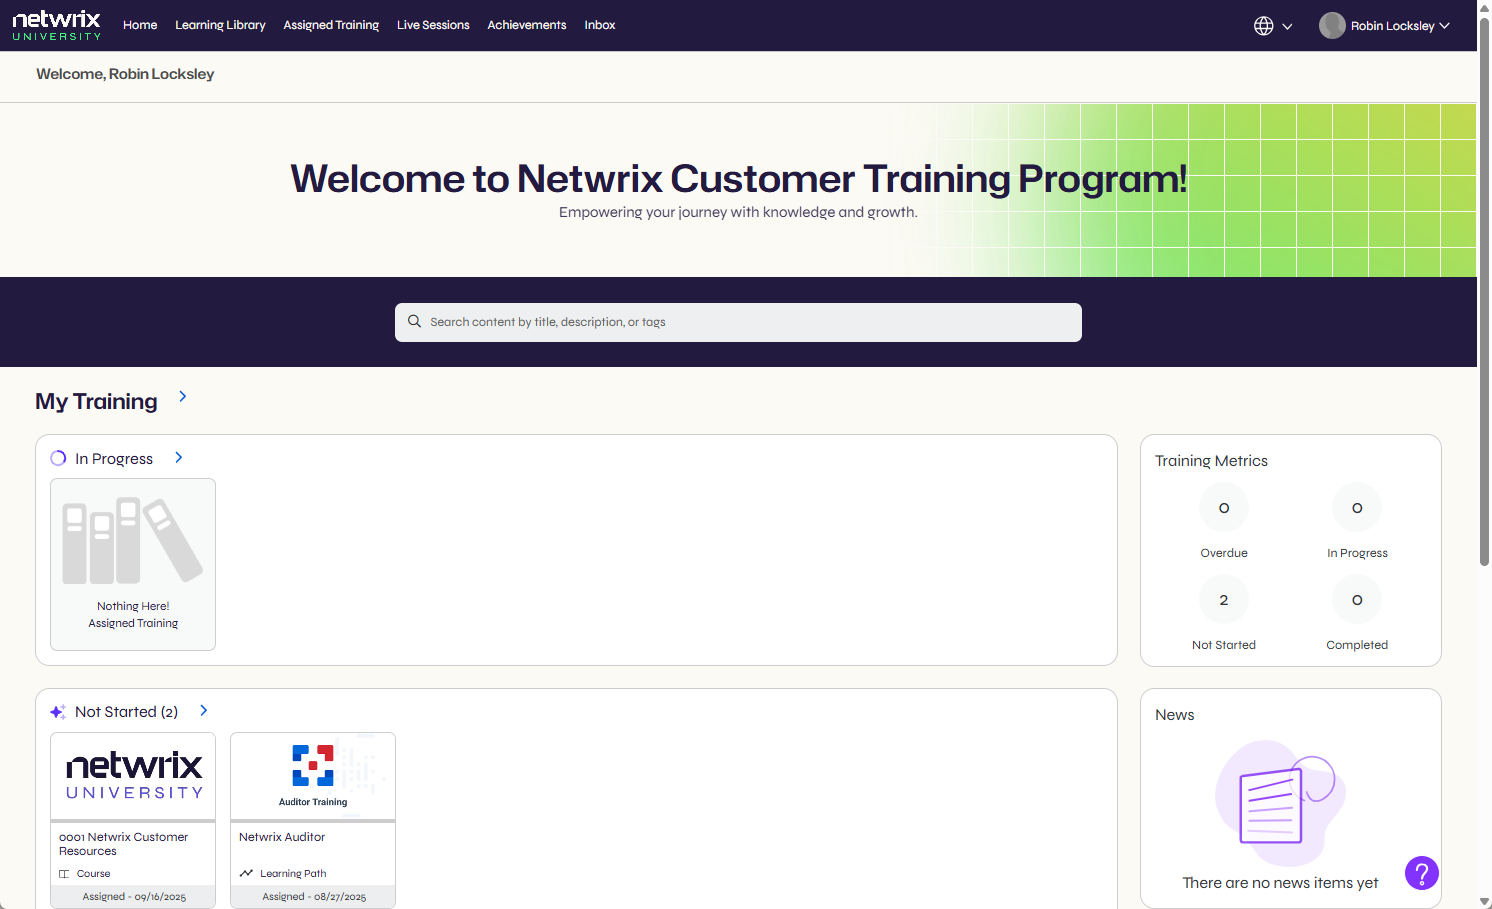 netwrix
UNIVERSITY
Home
Learning Library
Assigned Training
Live Sessions
Achievements
Inbox
Robin Locksley
Welcome, Robin Locksley
Welcome to Netwrix Customer Training Program!
Empowering your journey with knowledge and growth.
Search content by title, description, or tags
My Training
In Progress
Nothing Here!
Assigned Training
Training Metrics
0
0
Overdue
In Progress
2
0
Not Started
Completed
Not Started (2)
netwrix
UNIVERSITY
0001 Netwrix Customer
Resources
Course
Assigned - 09/16/2025
Auditor Training
Netwrix Auditor
Learning Path
Assigned - 08/27/2025
News
There are no news items yet
?